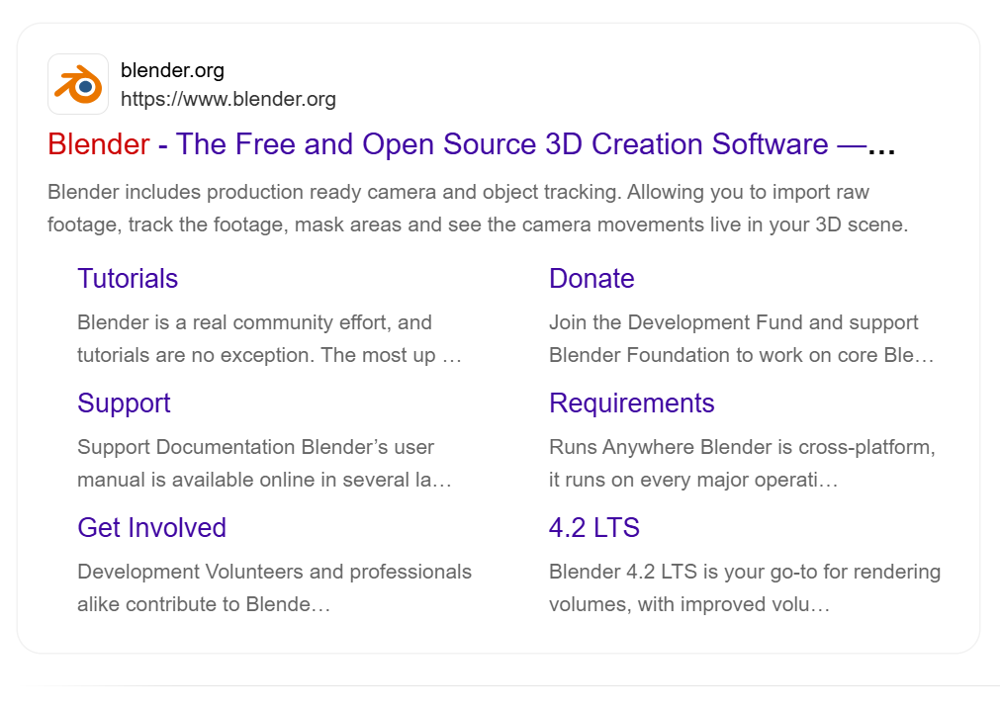 blender.org
https://www.blender.org
Blender - The Free and Open Source 3D Creation Software —...
Blender includes production ready camera and object tracking. Allowing you to import raw
footage, track the footage, mask areas and see the camera movements live in your 3D scene.
Tutorials
Blender is a real community effort, and
tutorials are no exception. The most up …
Donate
Join the Development Fund and support
Blender Foundation to work on core Ble…
Support
Support Documentation Blender’s user
manual is available online in several la…
Requirements
Runs Anywhere Blender is cross-platform,
it runs on every major operati…
Get Involved
Development Volunteers and professionals
alike contribute to Blende…
4.2 LTS
Blender 4.2 LTS is your go-to for rendering
volumes, with improved volu…